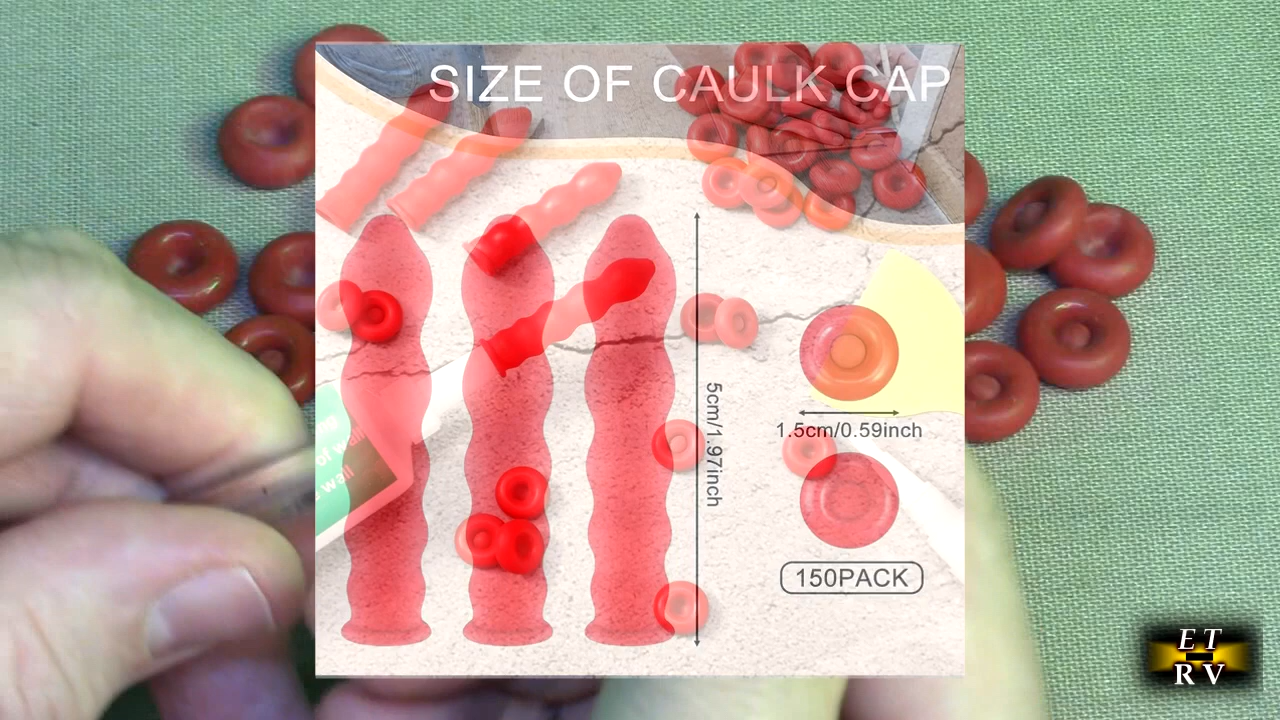 SIZE OF CAULK CAP
5cm/1.97inch
1.5cm/0.59inch
150PACK
ET
RV